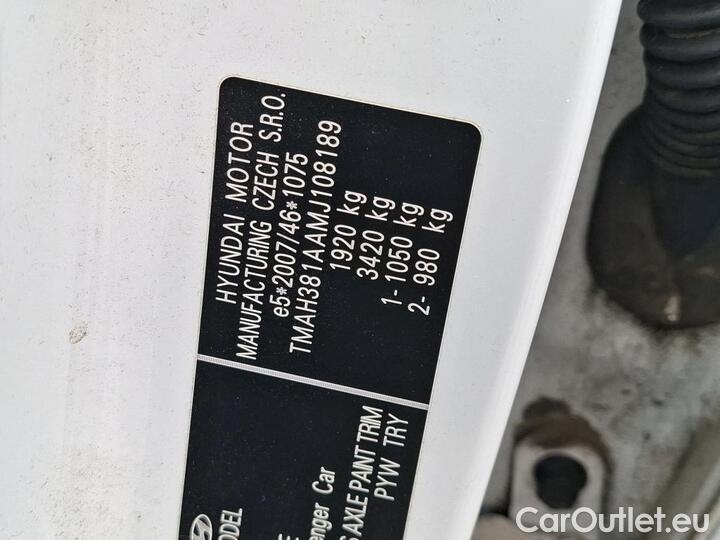 HYUNDAI MOTOR
MANUFACTURING CZECH S.R.O.
e5*2007/46*1075
TMAH381AAMJ108189
1920 kg
3420 kg
1- 1050 kg
2- 980 kg
AXLE PAINT TRIM
PYW TRY
Car
CarOutlet.eu